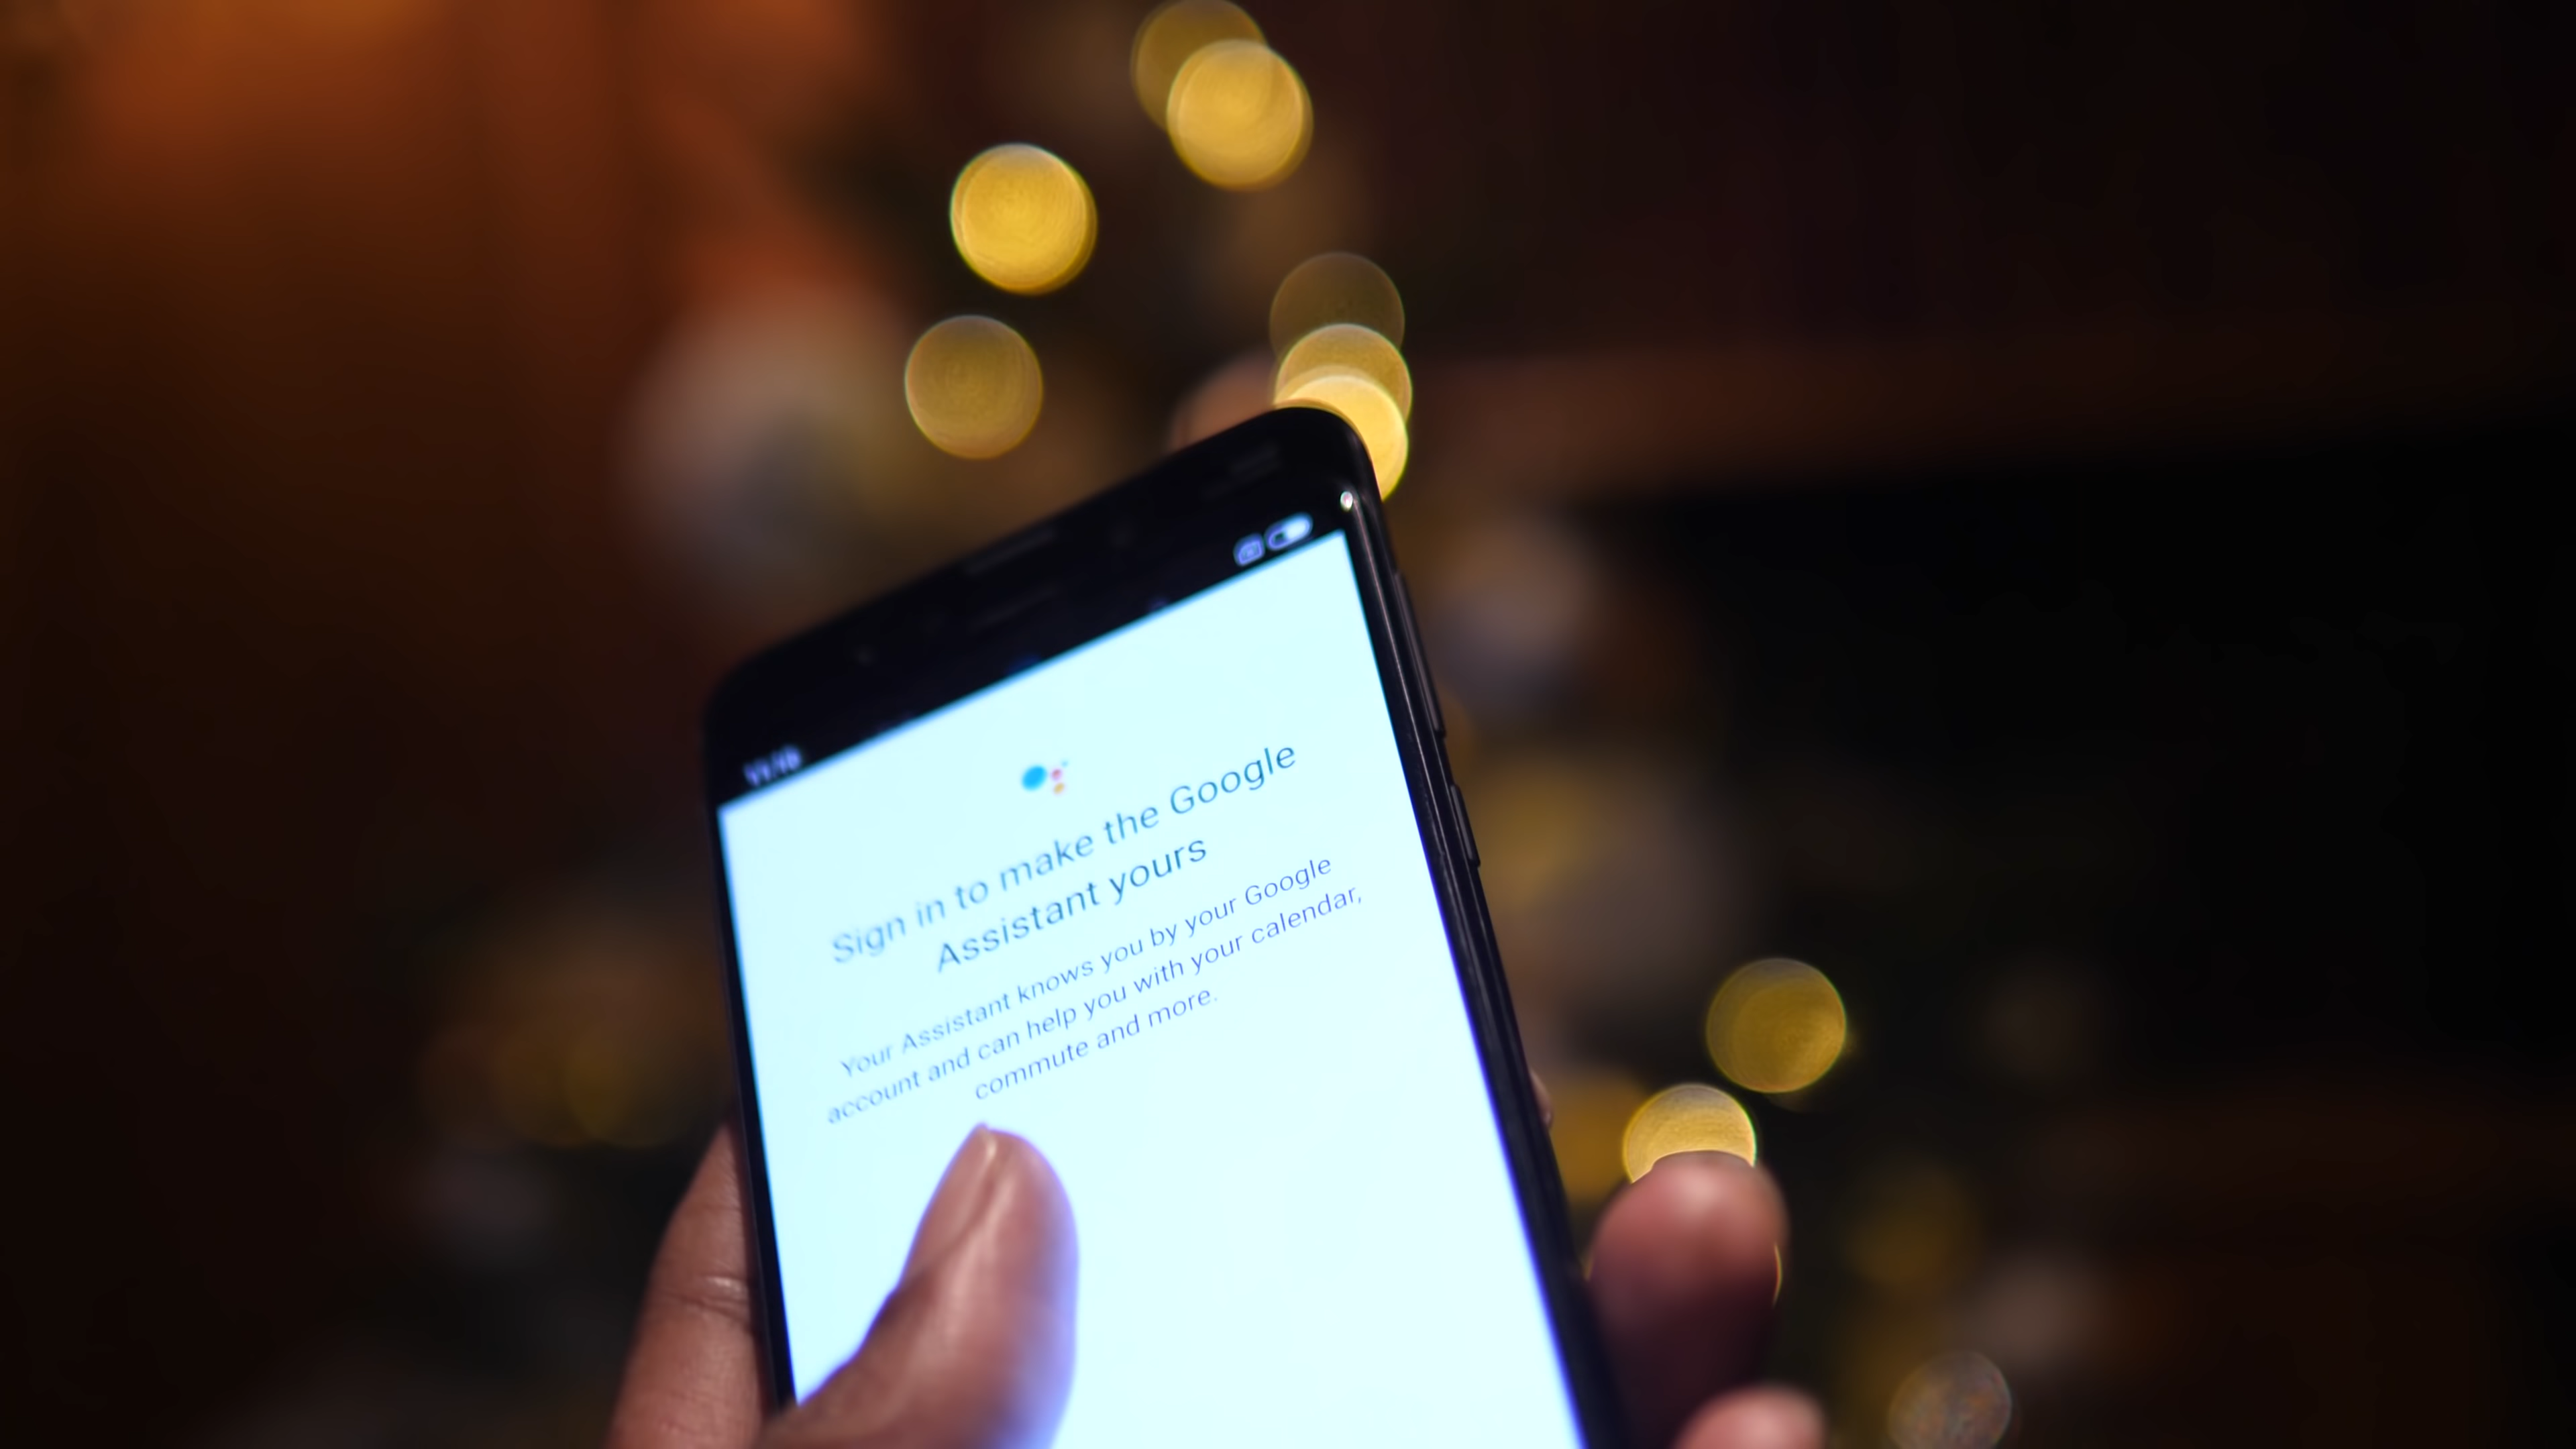 Sign in to make the Google
Assistant yours
Your Assistant knows you by your Google
account and can help you with your calendar,
commute and more.